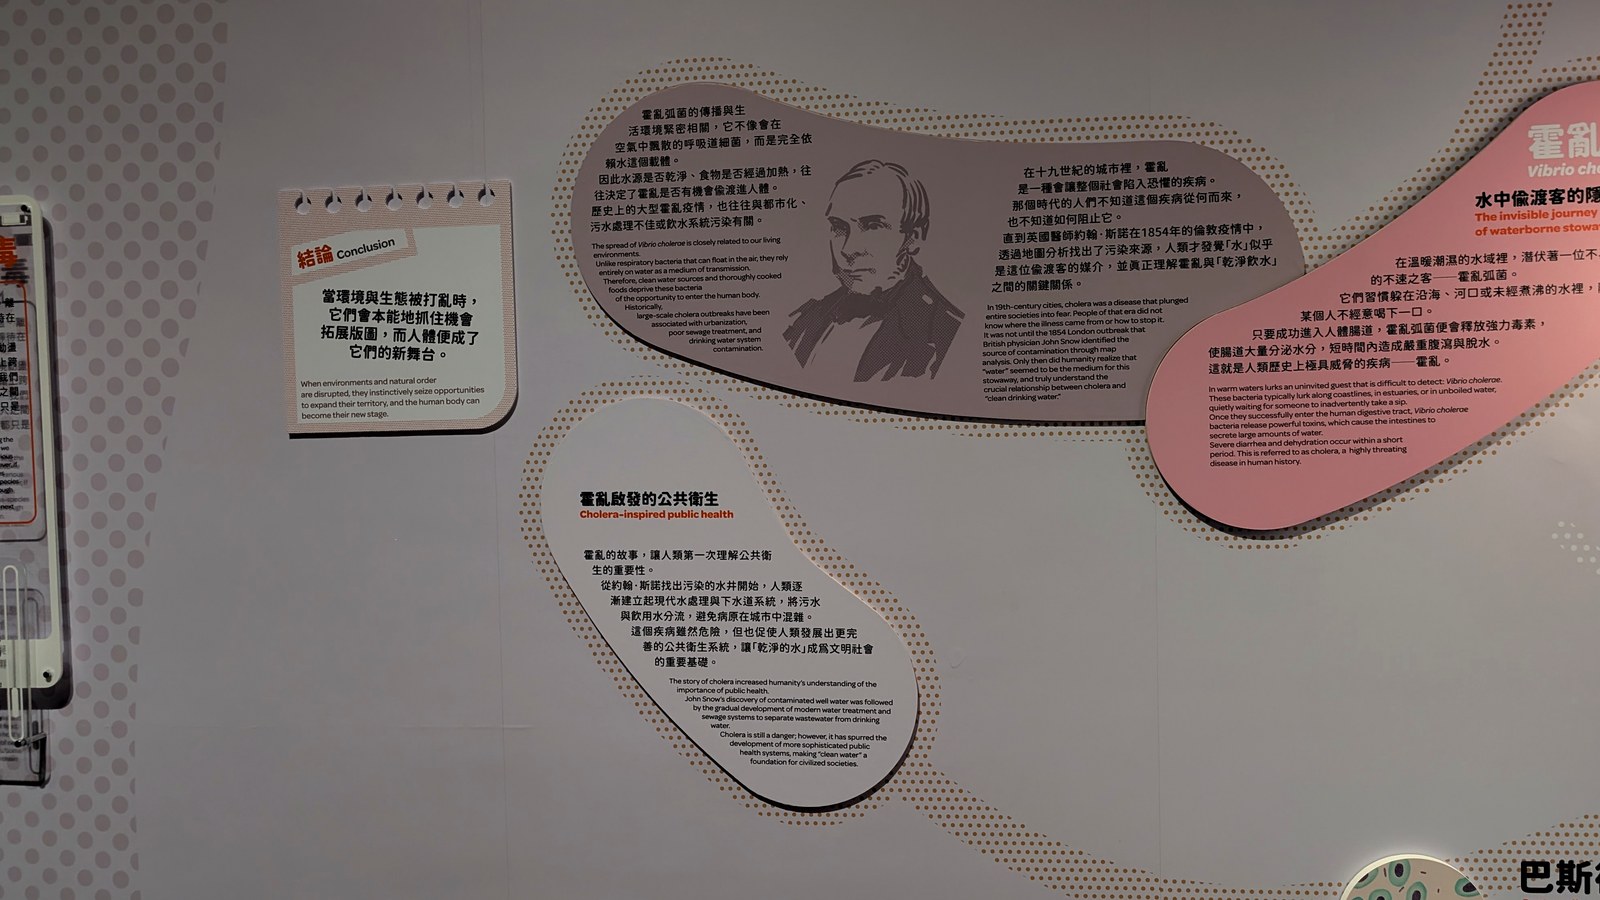 結論 Conclusion
當環境與生態被打亂時，
它們會本能地抓住機會
拓展版圖，而人體便成了
它們的新舞台。
When environments and natural order
are disrupted, they instinctively seize opportunities
to expand their territory, and the human body can
become their new stage.
霍亂弧菌的傳播與生
活環境緊密相關，它不像會在
空氣中飄散的呼吸道細菌，而是完全依
賴水這個載體。
因此水源是否乾淨、食物是否經過加熱，往
往決定了霍亂是否有機會偷渡進人體。
歷史上的大型霍亂疫情，也往往與都市化、
污水處理不佳或飲水系統污染有關。
The spread of Vibrio cholerae is closely related to our living
environments.
Unlike respiratory bacteria that can float in the air, they rely
entirely on water as a medium of transmission.
Therefore, clean water sources and thoroughly cooked
foods deprive these bacteria
of the opportunity to enter the human body.
Historically,
large-scale cholera outbreaks have been
associated with urbanization,
poor sewage treatment, and
drinking water system
contamination.
在十九世紀的城市裡，霍亂
是一種會讓整個社會陷入恐懼的疾病。
那個時代的人們不知道這個疾病從何而來，
也不知道如何阻止它。
直到英國醫師約翰·斯諾在1854年的倫敦疫情中，
透過地圖分析找出了污染來源，人類才發覺「水」似乎
是這位偷渡客的媒介，並真正理解霍亂與「乾淨飲水」
之間的關鍵關係。
In 19th-century cities, cholera was a disease that plunged
entire societies into fear. People of that era did not
know where the illness came from or how to stop it.
It was not until the 1854 London outbreak that
British physician John Snow identified the
source of contamination through map
analysis. Only then did humanity realize that
"water" seemed to be the medium for this
stowaway, and truly understand the
crucial relationship between cholera and
"clean drinking water."
霍亂
Vibrio cho
水中偷渡客的隱
The invisible journey
of waterborne stowa
在溫暖潮濕的水域裡，潛伏著一位不
的不速之客——霍亂弧菌。
它們習慣躲在沿海、河口或未經煮沸的水裡，
某個人不經意喝下一口。
只要成功進入人體腸道，霍亂弧菌便會釋放強力毒素，
使腸道大量分泌水分，短時間內造成嚴重腹瀉與脫水。
這就是人類歷史上極具威脅的疾病——霍亂。
In warm waters lurks an uninvited guest that is difficult to detect: Vibrio cholerae.
These bacteria typically lurk along coastlines, in estuaries, or in unboiled water,
quietly waiting for someone to inadvertently take a sip.
Once they successfully enter the human digestive tract, Vibrio cholerae
bacteria release powerful toxins, which cause the intestines to
secrete large amounts of water.
Severe diarrhea and dehydration occur within a short
period. This is referred to as cholera, a highly threating
disease in human history.
霍亂啟發的公共衛生
Cholera-inspired public health
霍亂的故事，讓人類第一次理解公共衛
生的重要性。
從約翰·斯諾找出污染的水井開始，人類逐
漸建立起現代水處理與下水道系統，將污水
與飲用水分流，避免病原在城市中混雜。
這個疾病雖然危險，但也促使人類發展出更完
善的公共衛生系統，讓「乾淨的水」成為文明社會
的重要基礎。
The story of cholera increased humanity's understanding of the
importance of public health.
John Snow's discovery of contaminated well water was followed
by the gradual development of modern water treatment and
sewage systems to separate wastewater from drinking
water.
Cholera is still a danger; however, it has spurred the
development of more sophisticated public
health systems, making "clean water" a
foundation for civilized societies.
巴斯